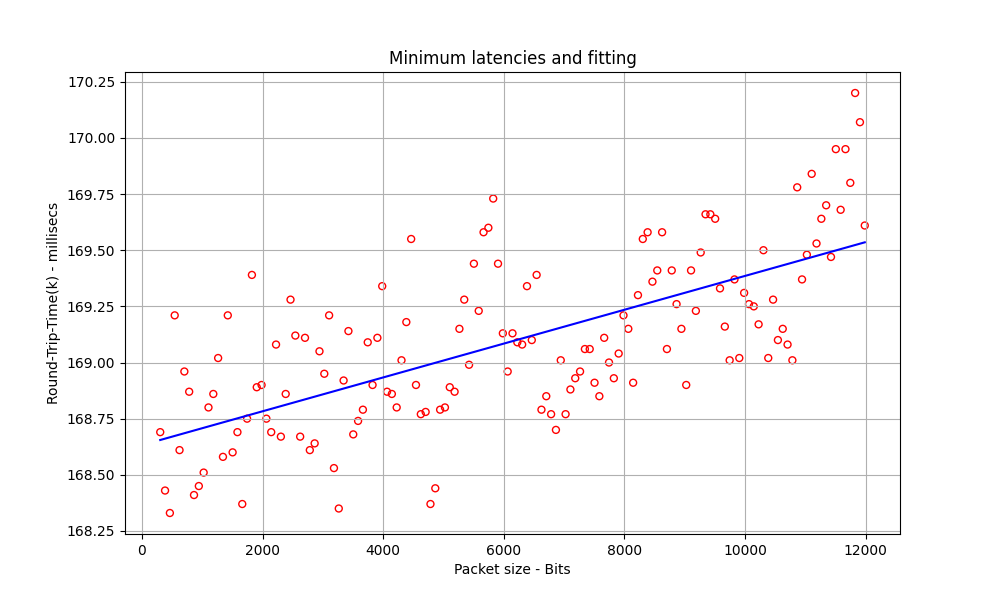 Minimum latencies and fitting
170.25
170.00
169.75
169.50
169.25
169.00
168.75
168.50
168.25
Round-Trip-Time(k) - millisecs
0 2000 4000 6000 8000 10000 12000
Packet size - Bits